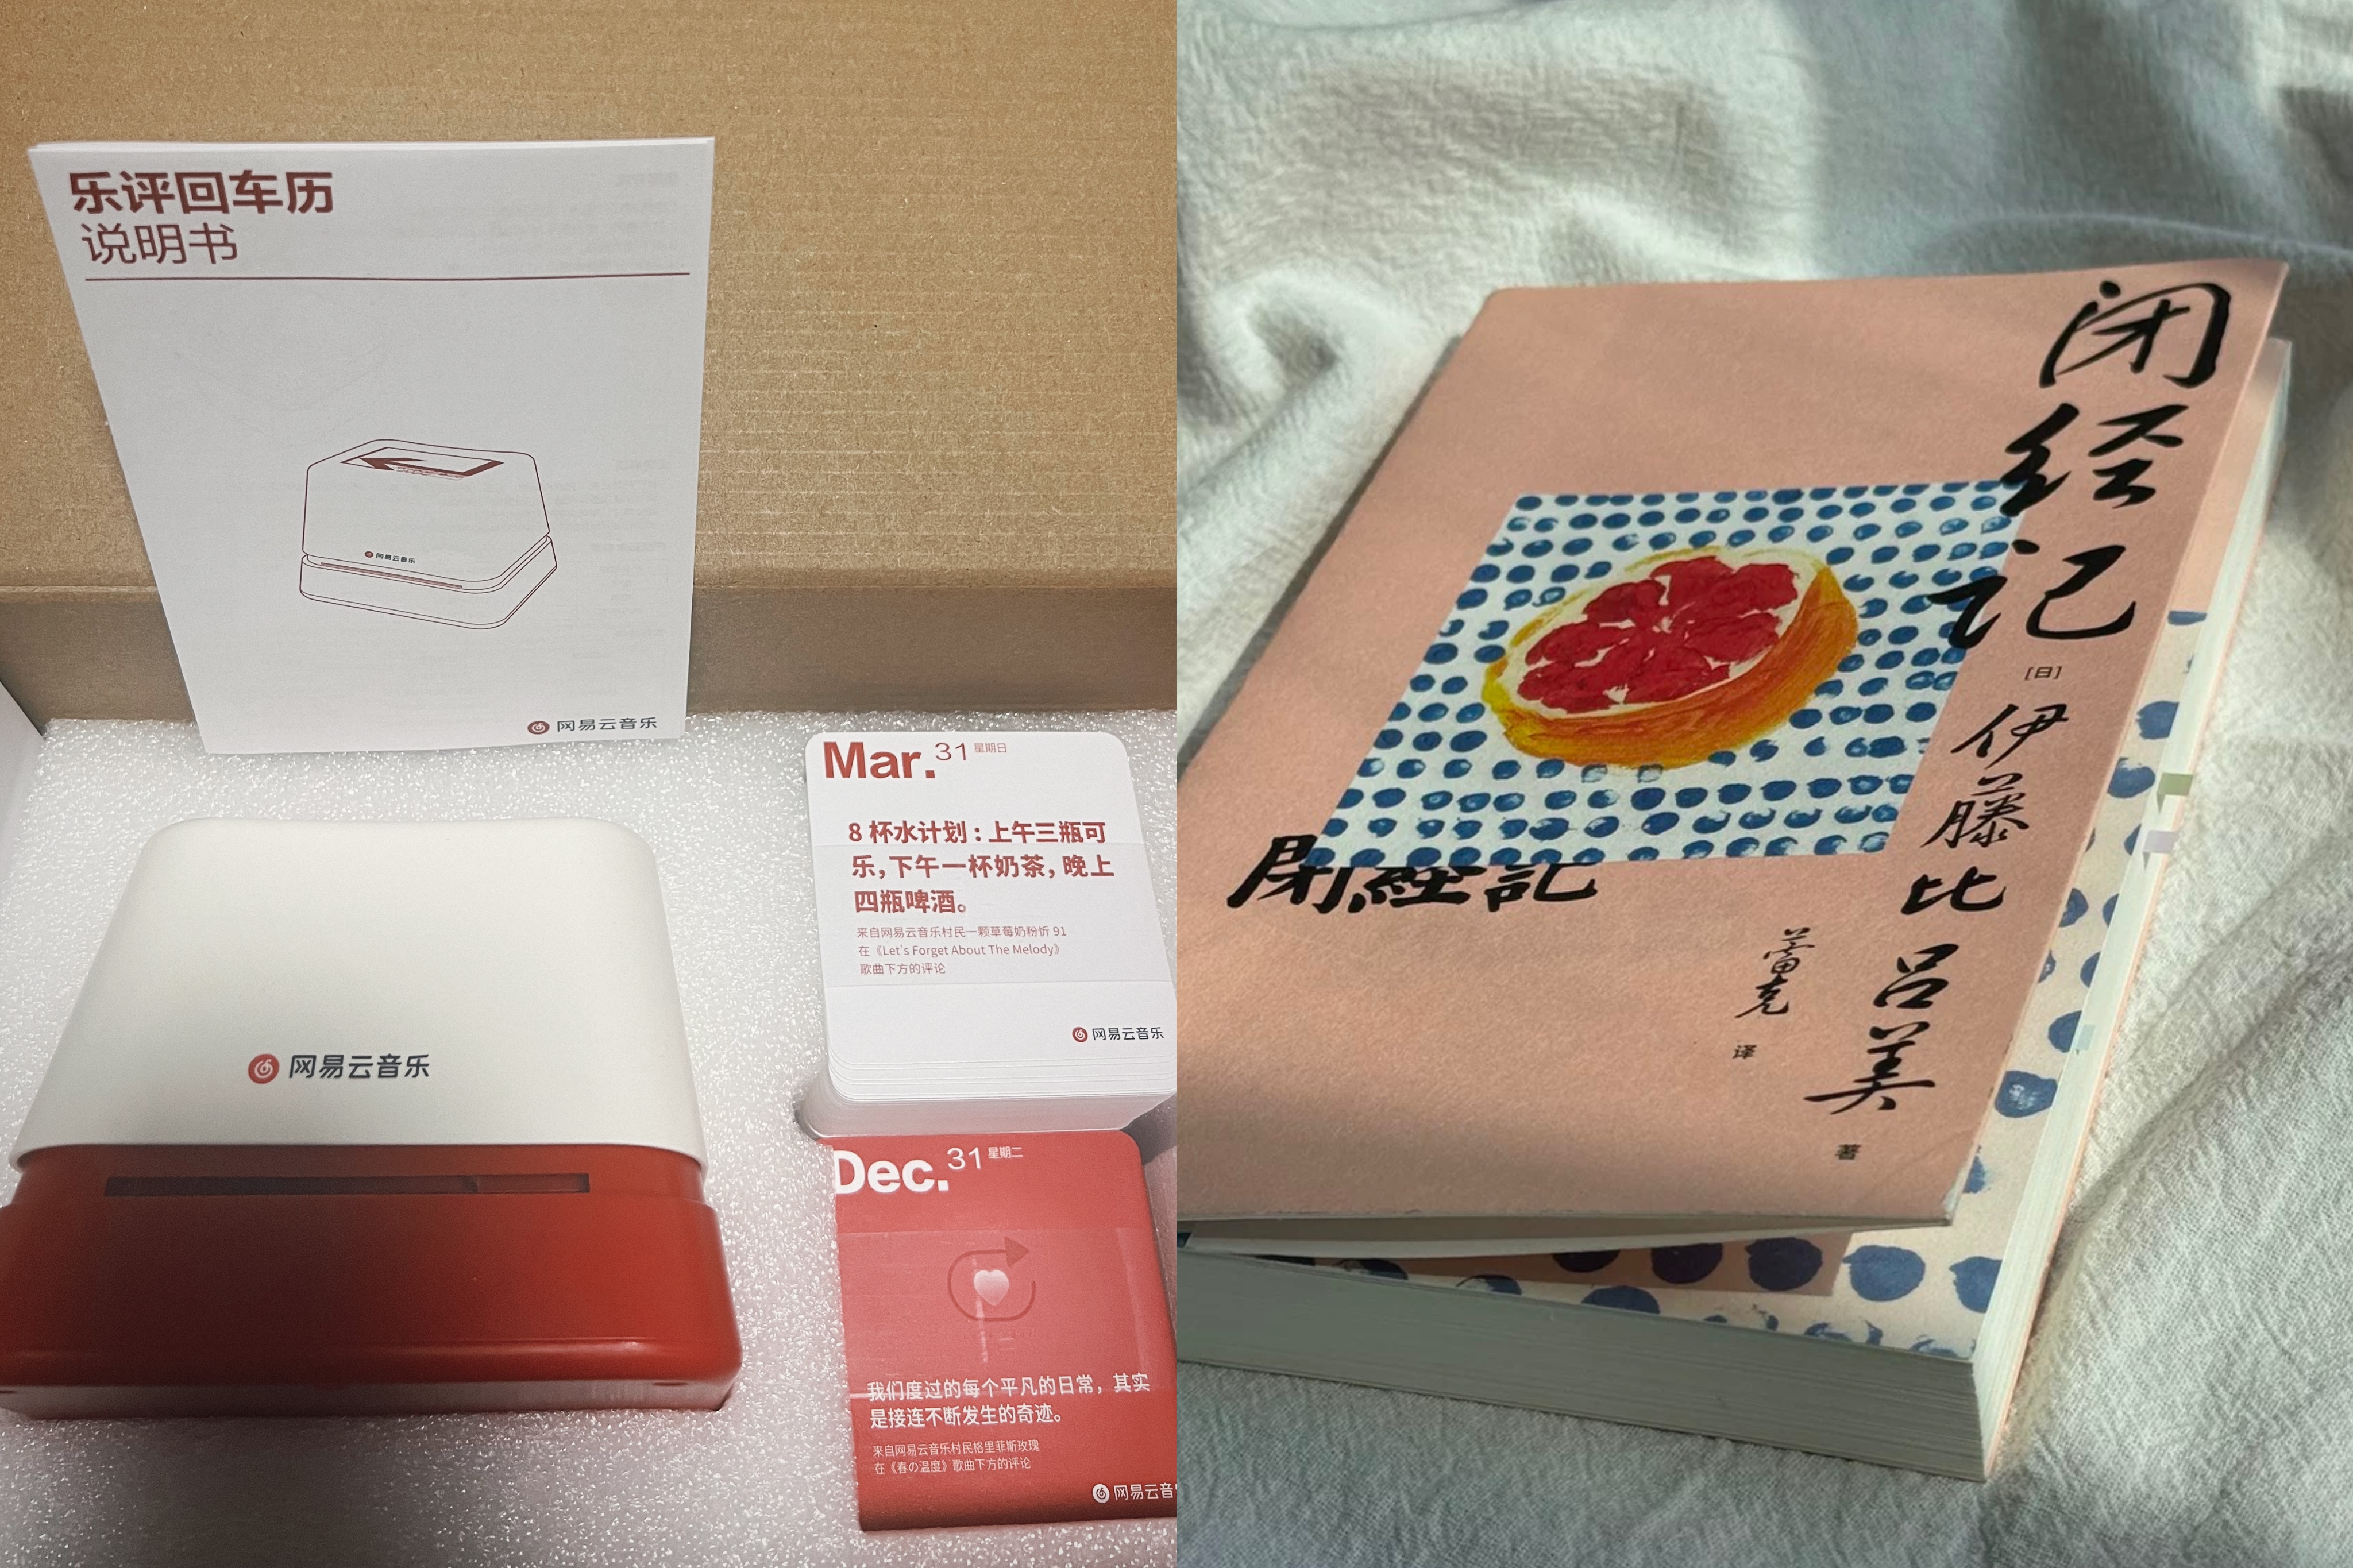 乐评回车历
说明书
网易云音乐
网易云音乐
网易云音乐
Mar. 31 星期日
8 杯水计划：上午三瓶可
乐，下午一杯奶茶，晚上
四瓶啤酒。
来自网易云音乐村民一颗草莓奶粉忻 91
在《Let's Forget About The Melody》
歌曲下方的评论
网易云音乐
Dec. 31 星期二
我们度过的每个平凡的日常，其实
是接连不断发生的奇迹。
来自网易云音乐村民格里菲斯玫瑰
在《春の温度》歌曲下方的评论
网易云音
闭经记
[日]
伊藤比吕美
著
閉經記
蕾克
译